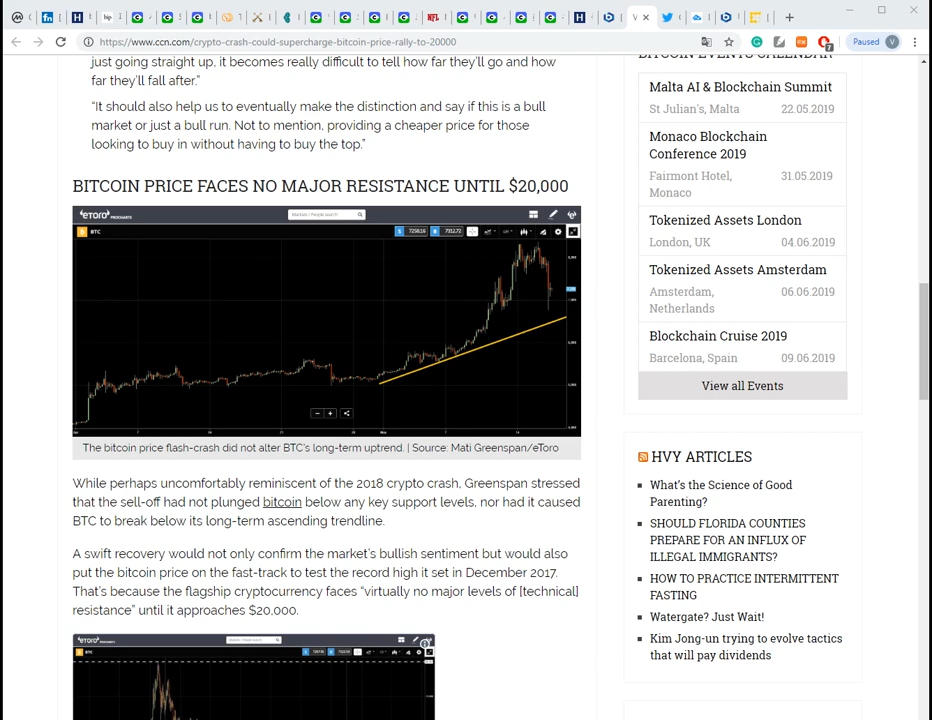 https://www.ccn.com/crypto-crash-could-supercharge-bitcoin-price-rally-to-20000
Paused
V
just going straight up, it becomes really difficult to tell how far they'll go and how
far they'll fall after."
"It should also help us to eventually make the distinction and say if this is a bull
market or just a bull run. Not to mention, providing a cheaper price for those
looking to buy in without having to buy the top."
BITCOIN PRICE FACES NO MAJOR RESISTANCE UNTIL $20,000
eToro PROCHARTS
BTC
7258.16
7312.72
The bitcoin price flash-crash did not alter BTC's long-term uptrend. | Source: Mati Greenspan/eToro
While perhaps uncomfortably reminiscent of the 2018 crypto crash, Greenspan stressed
that the sell-off had not plunged bitcoin below any key support levels, nor had it caused
BTC to break below its long-term ascending trendline.
A swift recovery would not only confirm the market's bullish sentiment but would also
put the bitcoin price on the fast-track to test the record high it set in December 2017.
That's because the flagship cryptocurrency faces "virtually no major levels of [technical]
resistance" until it approaches $20,000.
eToro PROCHARTS
BTC
BITCOIN EVENTS CALENDAR
Malta AI & Blockchain Summit
St Julian's, Malta 22.05.2019
Monaco Blockchain
Conference 2019
Fairmont Hotel, 31.05.2019
Monaco
Tokenized Assets London
London, UK 04.06.2019
Tokenized Assets Amsterdam
Amsterdam, 06.06.2019
Netherlands
Blockchain Cruise 2019
Barcelona, Spain 09.06.2019
View all Events
HVY ARTICLES
What's the Science of Good
Parenting?
SHOULD FLORIDA COUNTIES
PREPARE FOR AN INFLUX OF
ILLEGAL IMMIGRANTS?
HOW TO PRACTICE INTERMITTENT
FASTING
Watergate? Just Wait!
Kim Jong-un trying to evolve tactics
that will pay dividends